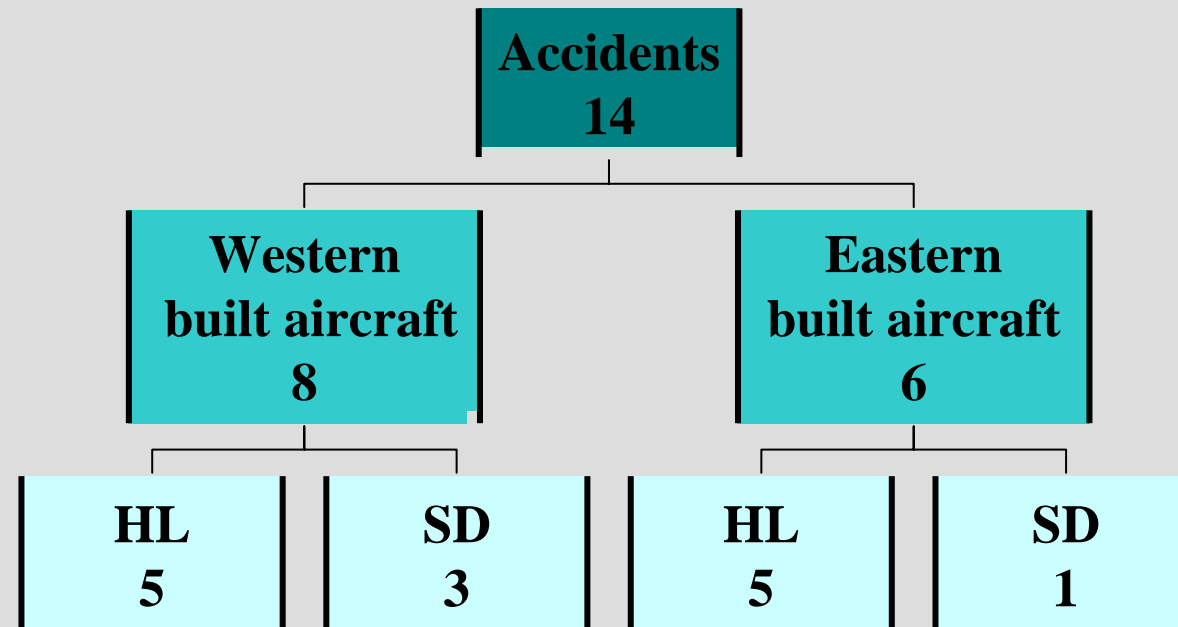 Accidents
14
Western
built aircraft
8
Eastern
built aircraft
6
HL
5
SD
3
HL
5
SD
1